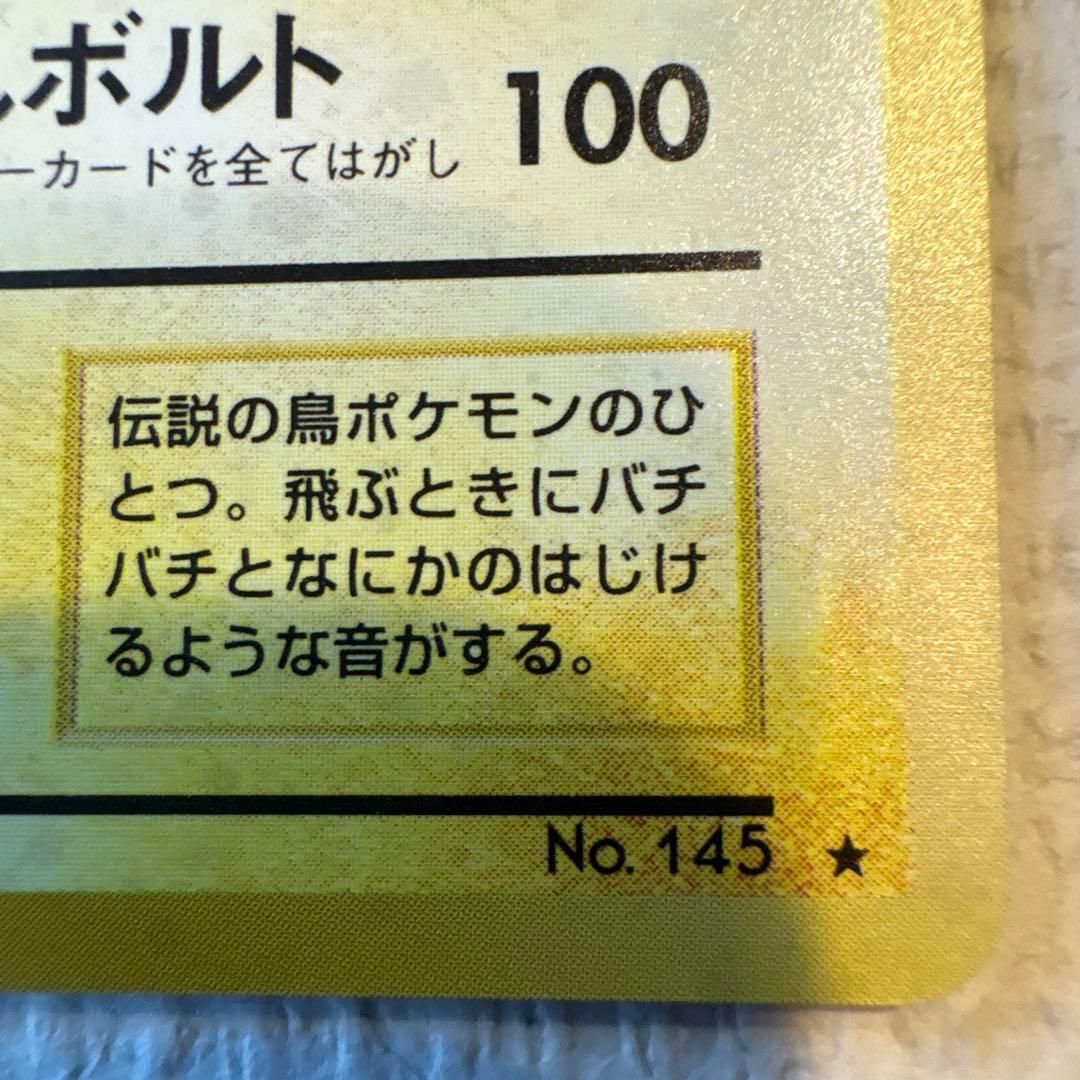 ボルト 100
ーカードを全てはがし
伝説の鳥ポケモンのひ
とつ。飛ぶときにバチ
バチとなにかのはじけ
るような音がする。
No. 145 ★